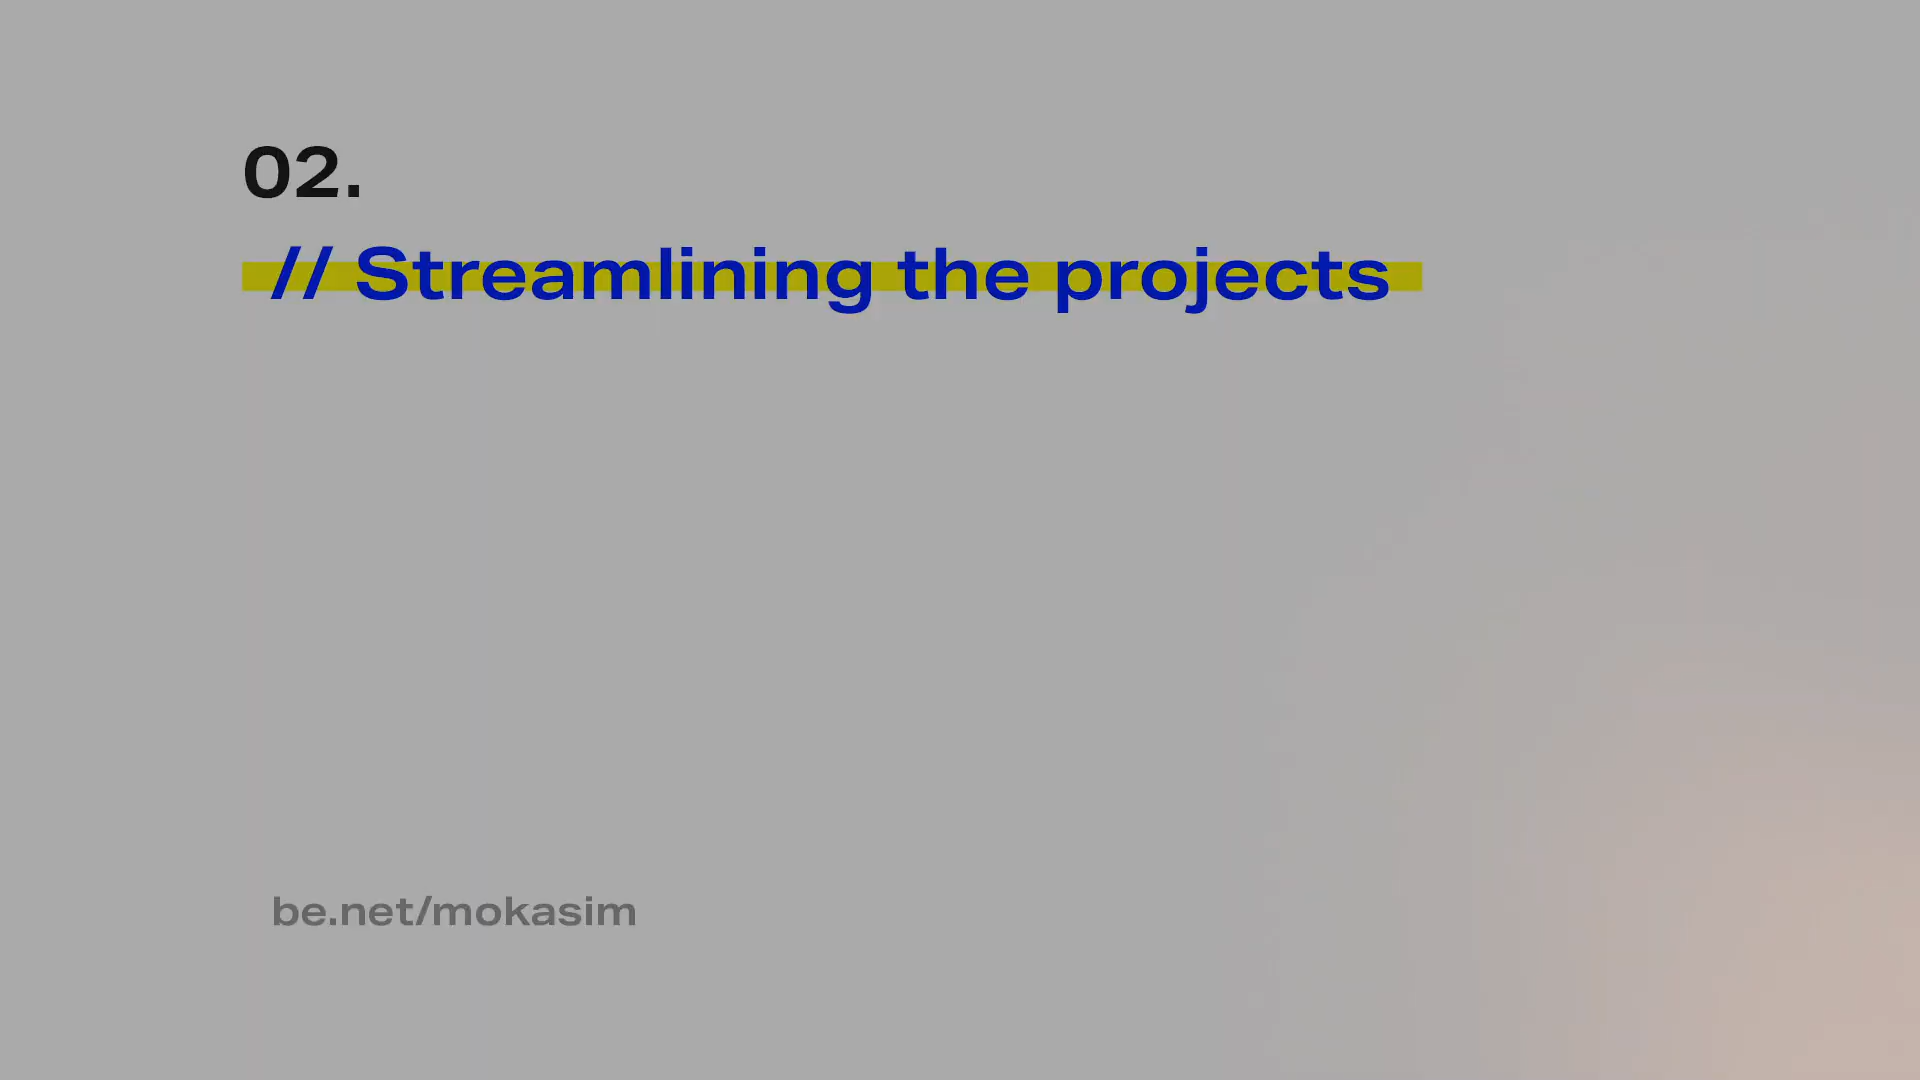 02.
// Streamlining the projects
be.net/mokasim